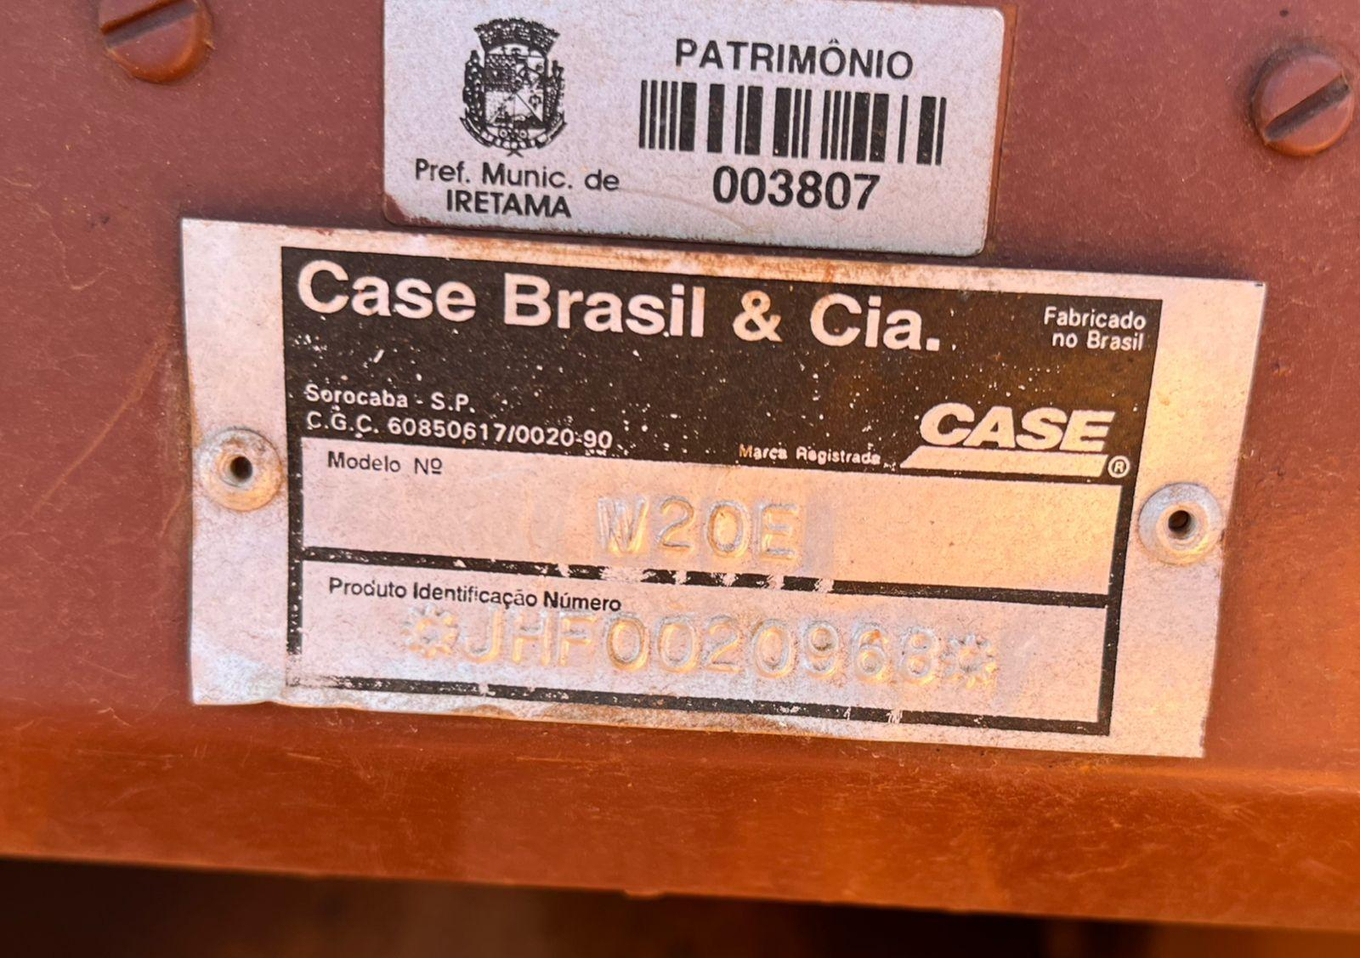 PATRIMÔNIO
003807
Pref. Munic. de
IRETAMA
Case Brasil & Cia.
Fabricado
no Brasil
Sorocaba - S.P.
C.G.C. 60850617/0020-90
Marca Registrada
CASE®
Modelo Nº
W20E
Produto Identificação Número
*JHF0020968*